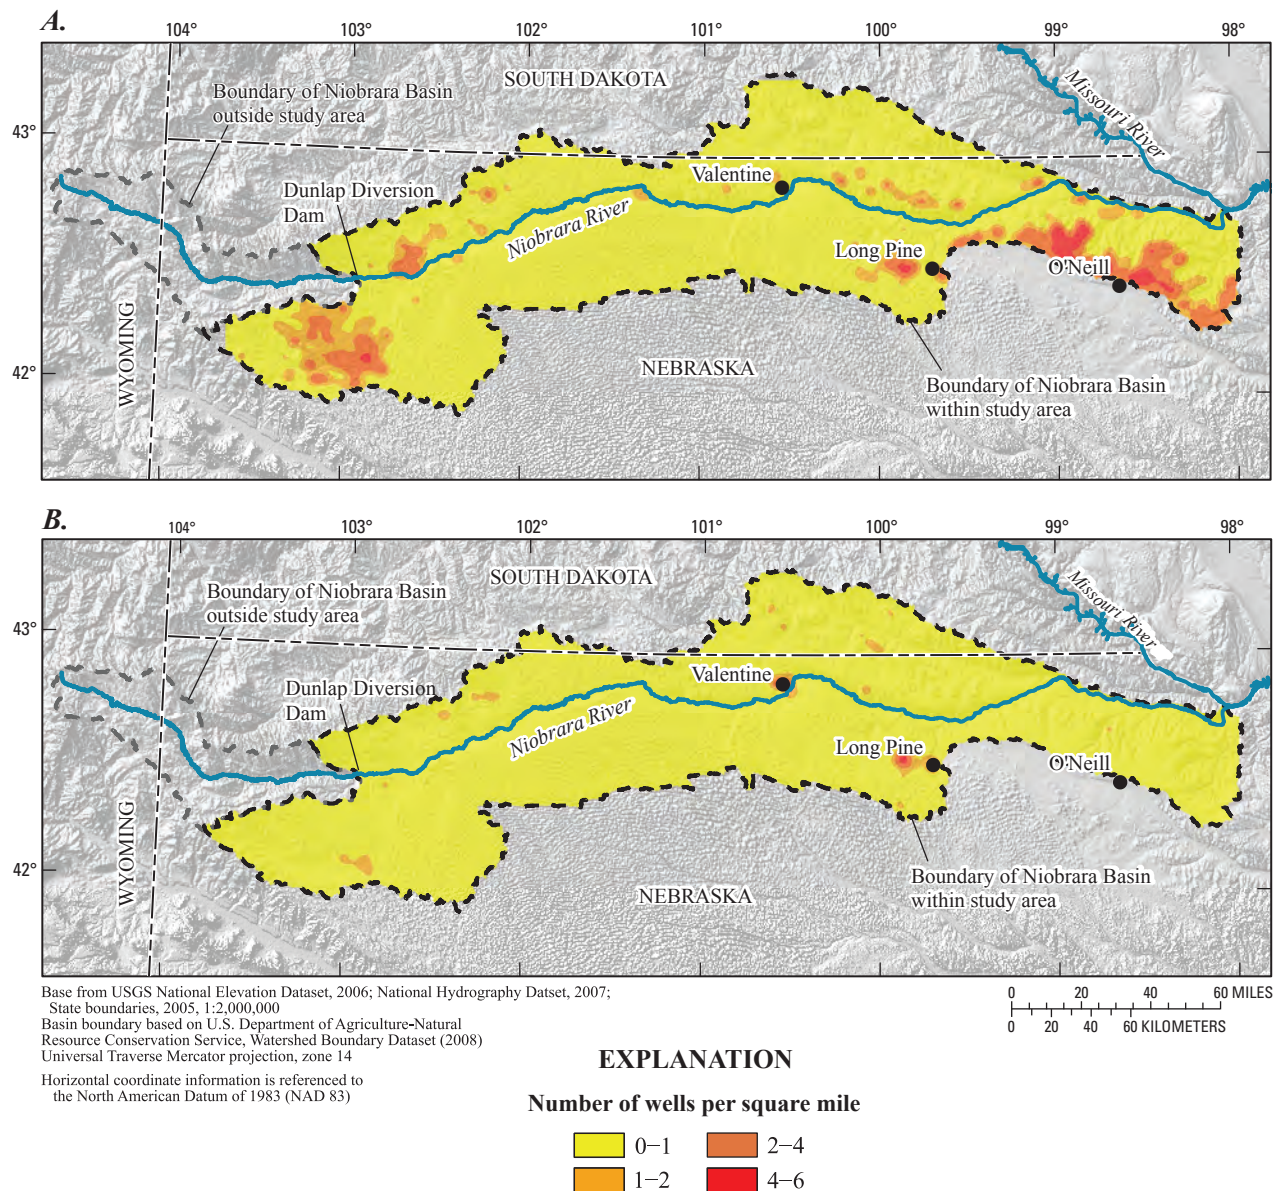 A.
104°
103°
102°
101°
100°
99°
98°
SOUTH DAKOTA
Boundary of Niobrara Basin
outside study area
Missouri River
43°
Valentine
Dunlap Diversion
Dam
Niobrara River
Long Pine
O'Neill
WYOMING
42°
NEBRASKA
Boundary of Niobrara Basin
within study area
B.
104°
103°
102°
101°
100°
99°
98°
SOUTH DAKOTA
Boundary of Niobrara Basin
outside study area
Missouri River
43°
Valentine
Dunlap Diversion
Dam
Niobrara River
Long Pine
O'Neill
WYOMING
42°
NEBRASKA
Boundary of Niobrara Basin
within study area
Base from USGS National Elevation Dataset, 2006; National Hydrography Datset, 2007;
State boundaries, 2005, 1:2,000,000
Basin boundary based on U.S. Department of Agriculture-Natural
Resource Conservation Service, Watershed Boundary Dataset (2008)
Universal Traverse Mercator projection, zone 14
Horizontal coordinate information is referenced to
the North American Datum of 1983 (NAD 83)
0 20 40 60 MILES
0 20 40 60 KILOMETERS
EXPLANATION
Number of wells per square mile
0–1
2–4
1–2
4–6